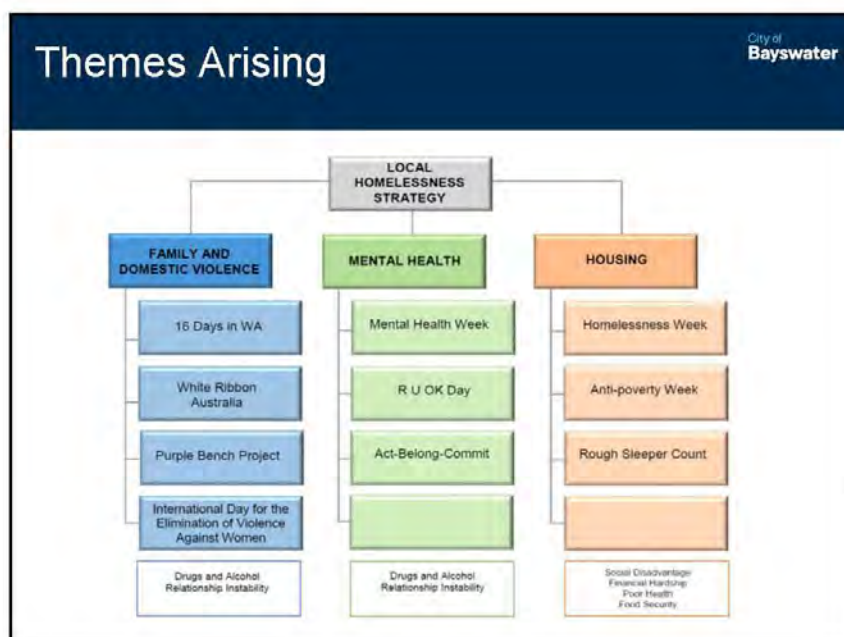 Themes Arising
City of
Bayswater
LOCAL
HOMELESSNESS
STRATEGY
FAMILY AND
DOMESTIC VIOLENCE
16 Days in WA
White Ribbon
Australia
Purple Bench Project
International Day for the
Elimination of Violence
Against Women
Drugs and Alcohol
Relationship Instability
MENTAL HEALTH
Mental Health Week
R U OK Day
Act-Belong-Commit
Drugs and Alcohol
Relationship Instability
HOUSING
Homelessness Week
Anti-poverty Week
Rough Sleeper Count
Social Disadvantage
Financial Hardship
Poor Health
Food Security